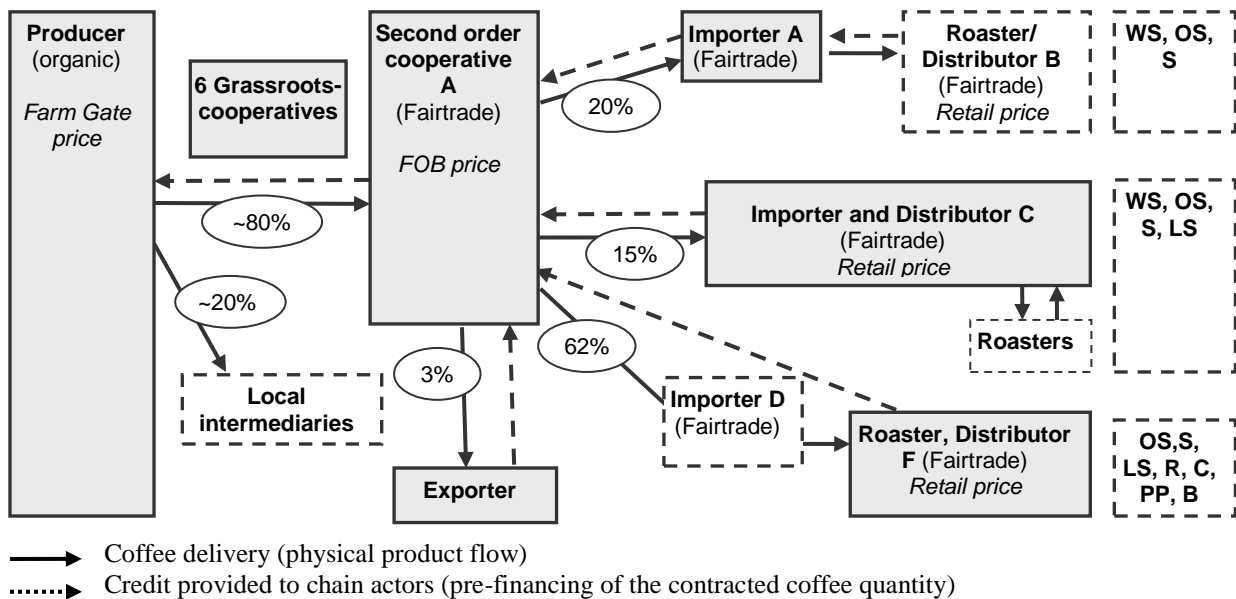 Producer
(organic)
Farm Gate
price
6 Grassroots-
cooperatives
Second order
cooperative
A
(Fairtrade)
FOB price
~80%
~20%
Local
intermediaries
3%
Exporter
20%
Importer A
(Fairtrade)
Roaster/
Distributor B
(Fairtrade)
Retail price
WS, OS,
S
15%
Importer and Distributor C
(Fairtrade)
Retail price
Roasters
WS, OS,
S, LS
62%
Importer D
(Fairtrade)
Roaster, Distributor
F (Fairtrade)
Retail price
OS,S,
LS, R, C,
PP, B
Coffee delivery (physical product flow)
Credit provided to chain actors (pre-financing of the contracted coffee quantity)